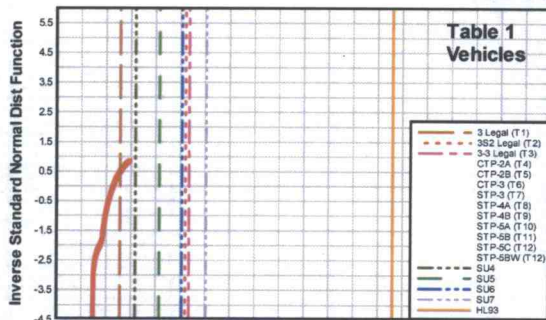 5.5
4.5
3.5
2.5
1.5
0.5
-0.5
-1.5
-2.5
-3.5
-4.5
Inverse Standard Normal Dist Function
Table 1
Vehicles
3 Legal (T1)
3S2 Legal (T2)
3-3 Legal (T3)
CTP-2A (T4)
CTP-2B (T5)
CTP-3 (T6)
STP-3 (T7)
STP-4A (T8)
STP-4B (T9)
STP-5A (T10)
STP-5B (T11)
STP-5C (T12)
STP-5BW (T12)
SU4
SU5
SU6
SU7
HL93